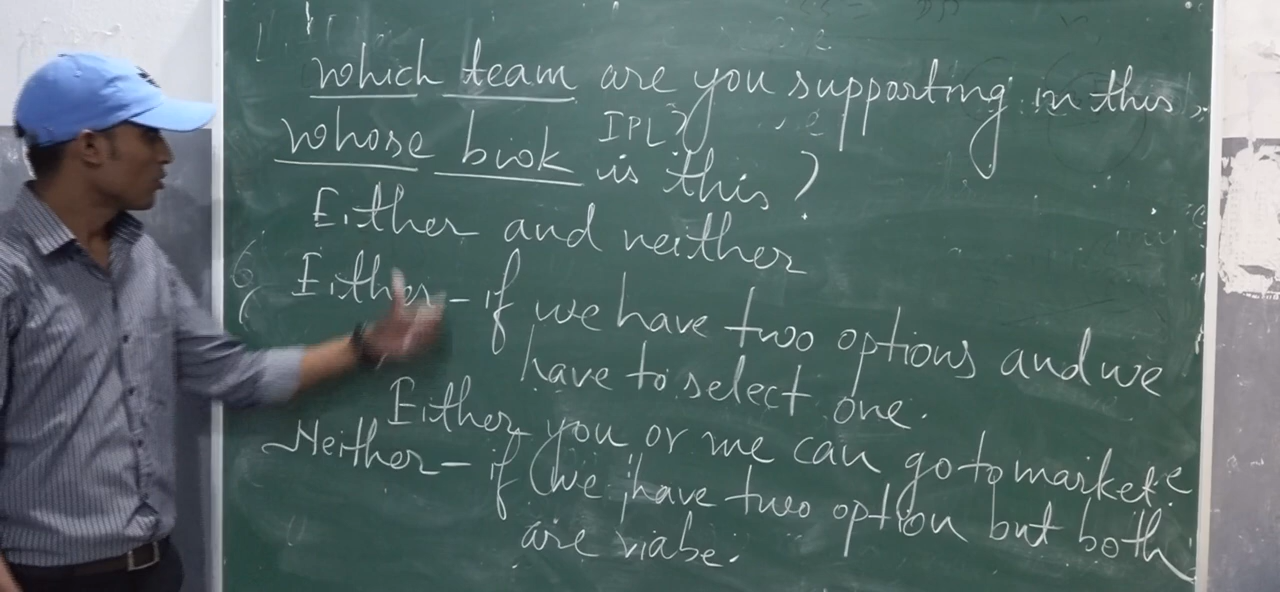 which team are you supporting in this
IPL?
whose book is this?
Either and neither
Either - if we have two options and we
have to select one.
Either you or me can go to market.
Neither - if we have two option but both
are viabe.